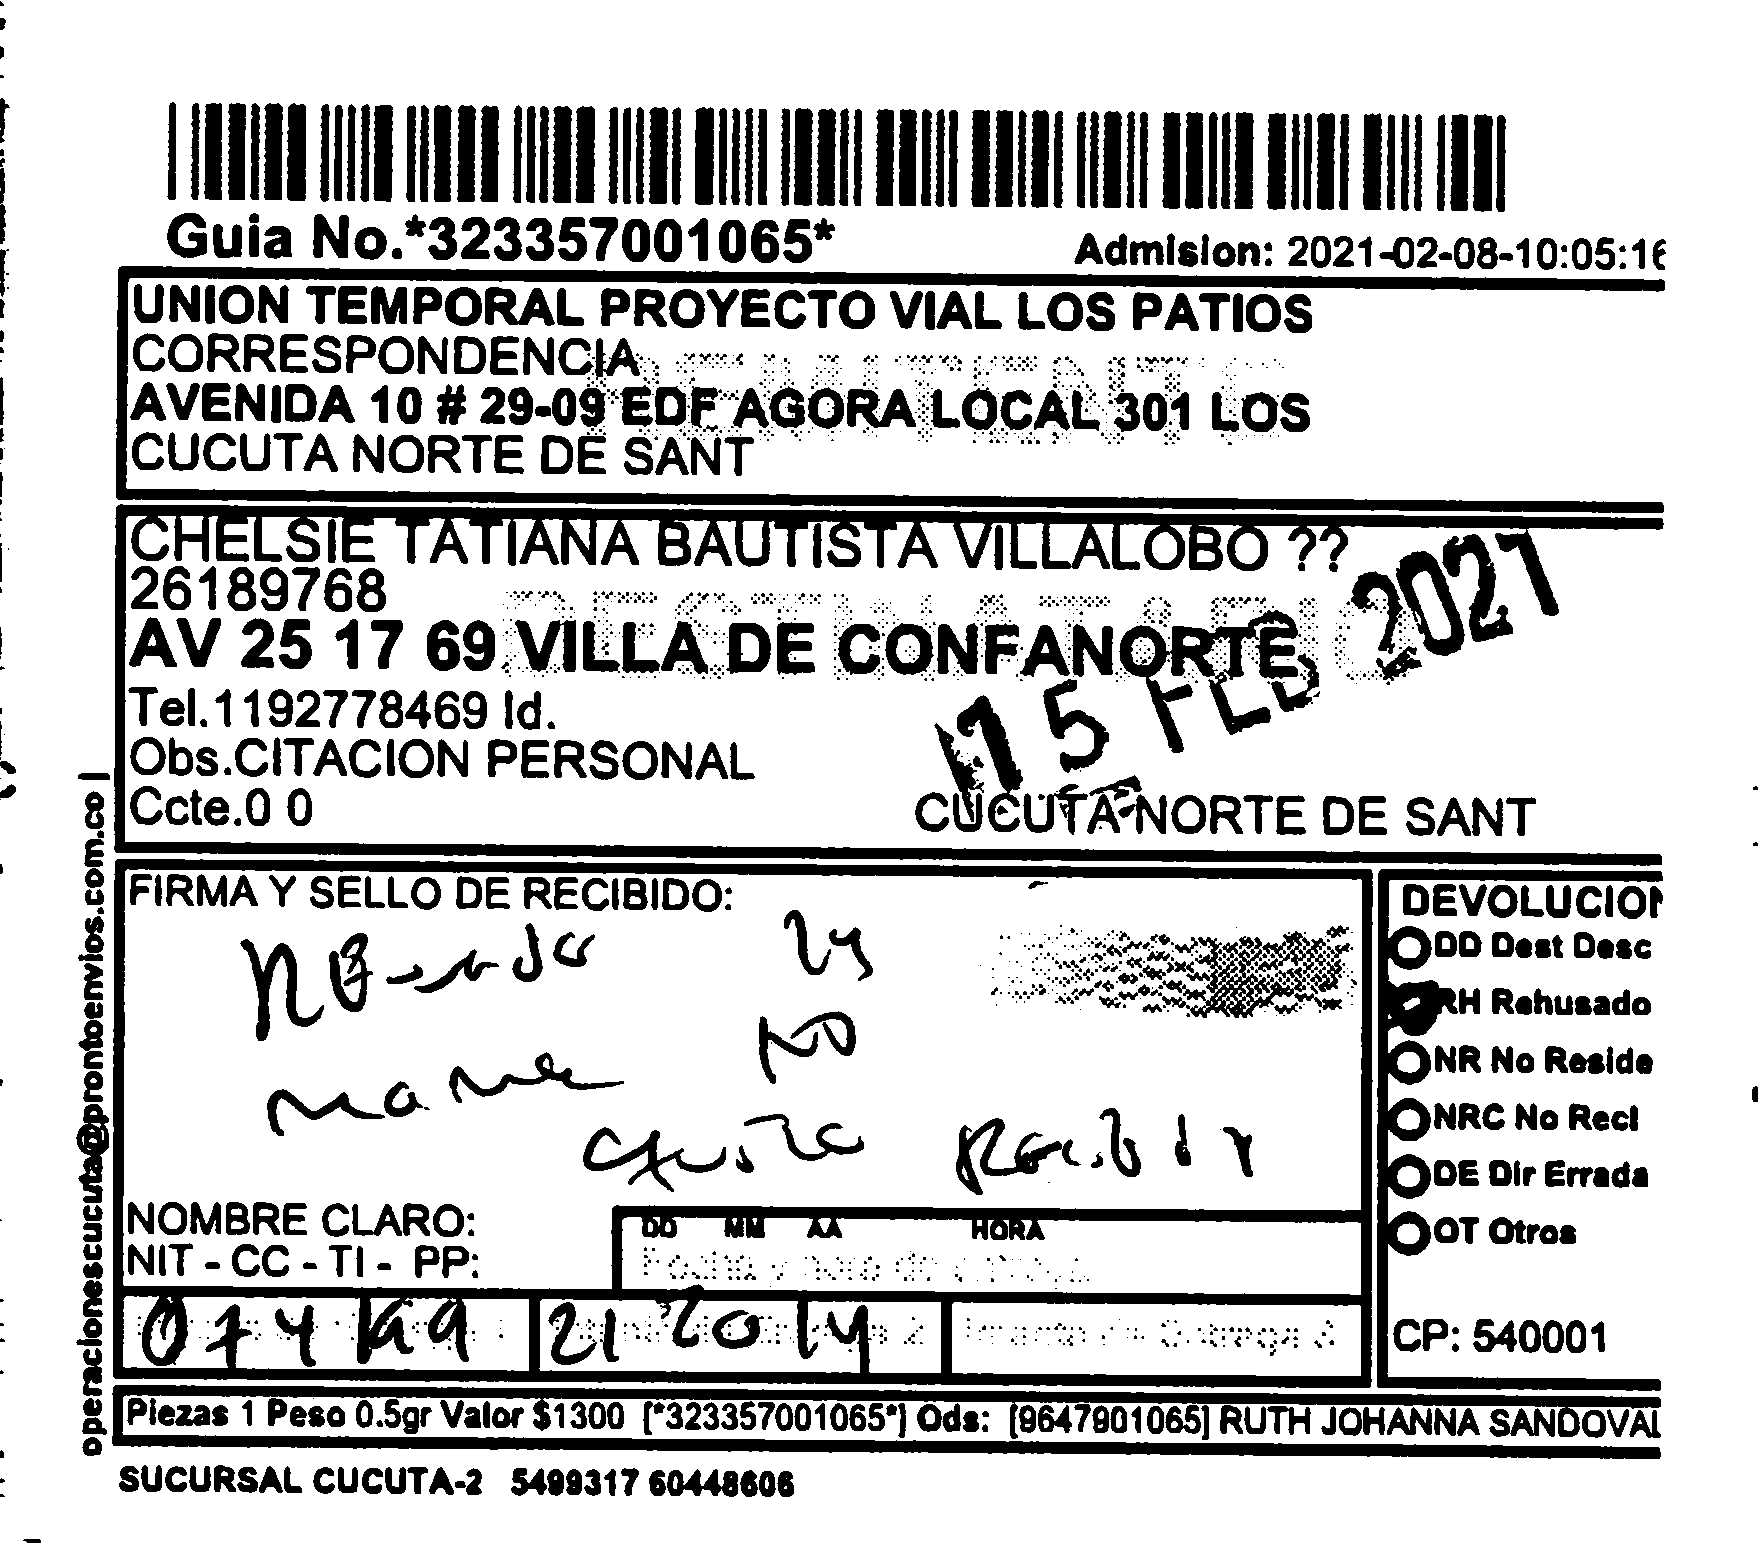 Guia No.*323357001065*
Admision: 2021-02-08-10:05:16
UNION TEMPORAL PROYECTO VIAL LOS PATIOS
CORRESPONDENCIA
REMITENTE
AVENIDA 10 # 29-09 EDF AGORA LOCAL 301 LOS
CUCUTA NORTE DE SANT
CHELSIE TATIANA BAUTISTA VILLALOBO ??
26189768
DESTINATARIO
AV 25 17 69 VILLA DE CONFANORTE
Tel.1192778469 Id.
15 FEB 2021
Obs.CITACION PERSONAL
Ccte.0 0
CUCUTA-NORTE DE SANT
operacionescucuta@prontoenvios.com.co |
FIRMA Y SELLO DE RECIBIDO:
NO
Recibir
NOMBRE CLARO:
NIT - CC - TI - PP:
DD MM AA HORA
DEVOLUCION
DD Dest Desc
RH Rehusado
NR No Reside
NRC No Recl
DE Dir Errada
OT Otros
CP: 540001
Piezas 1 Peso 0.5gr Valor $1300 [*323357001065*] Ods: [9647901065] RUTH JOHANNA SANDOVAL
SUCURSAL CUCUTA-2 5499317 60448606